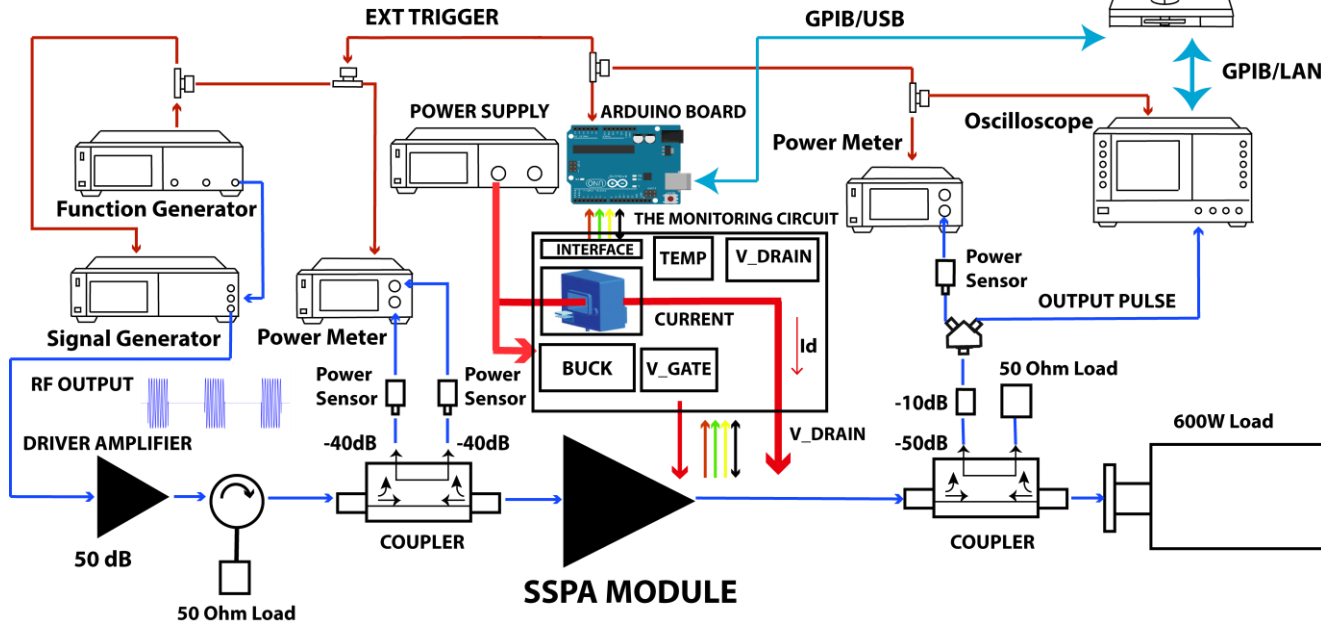 EXT TRIGGER
GPIB/USB
GPIB/LAN
POWER SUPPLY
ARDUINO BOARD
Oscilloscope
Power Meter
Function Generator
THE MONITORING CIRCUIT
INTERFACE
TEMP
V_DRAIN
Power
Sensor
OUTPUT PULSE
CURRENT
Id
Signal Generator
Power Meter
BUCK
V_GATE
50 Ohm Load
RF OUTPUT
Power
Sensor
Power
Sensor
-10dB
-40dB
-40dB
V_DRAIN
-50dB
600W Load
DRIVER AMPLIFIER
50 dB
COUPLER
COUPLER
SSPA MODULE
50 Ohm Load